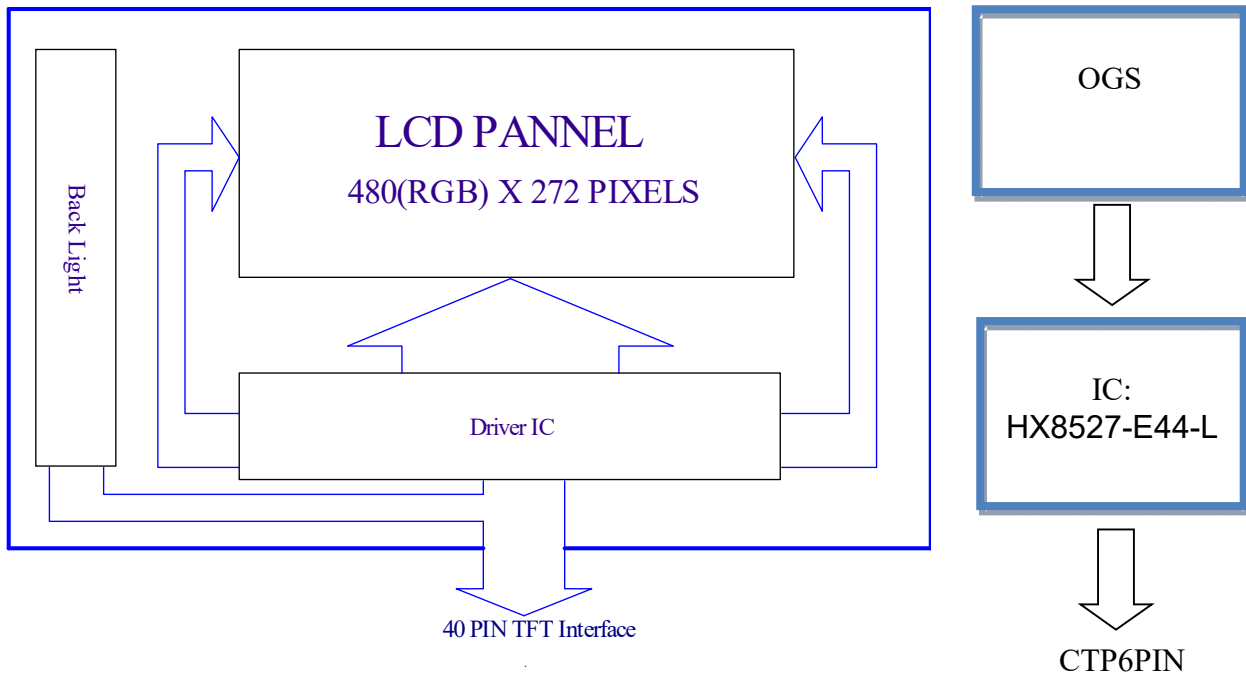 LCD PANNEL
480(RGB) X 272 PIXELS
Back Light
Driver IC
40 PIN TFT Interface
.
OGS
IC:
HX8527-E44-L
CTP6PIN